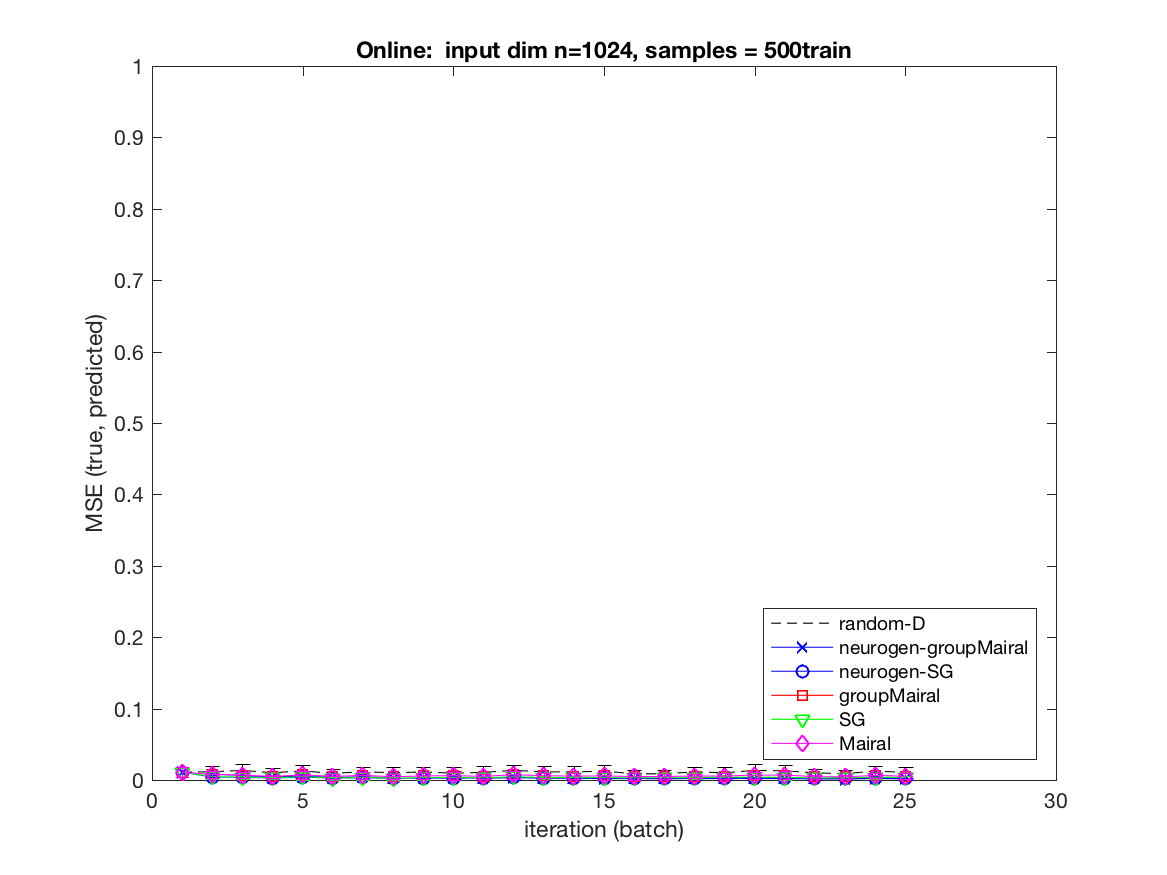 Online:  input dim n=1024, samples = 500train
1
0.9
0.8
0.7
0.6
0.5
0.4
0.3
0.2
0.1
0
MSE (true, predicted)
random-D
neurogen-groupMairal
neurogen-SG
groupMairal
SG
Mairal
0 5 10 15 20 25 30
iteration (batch)